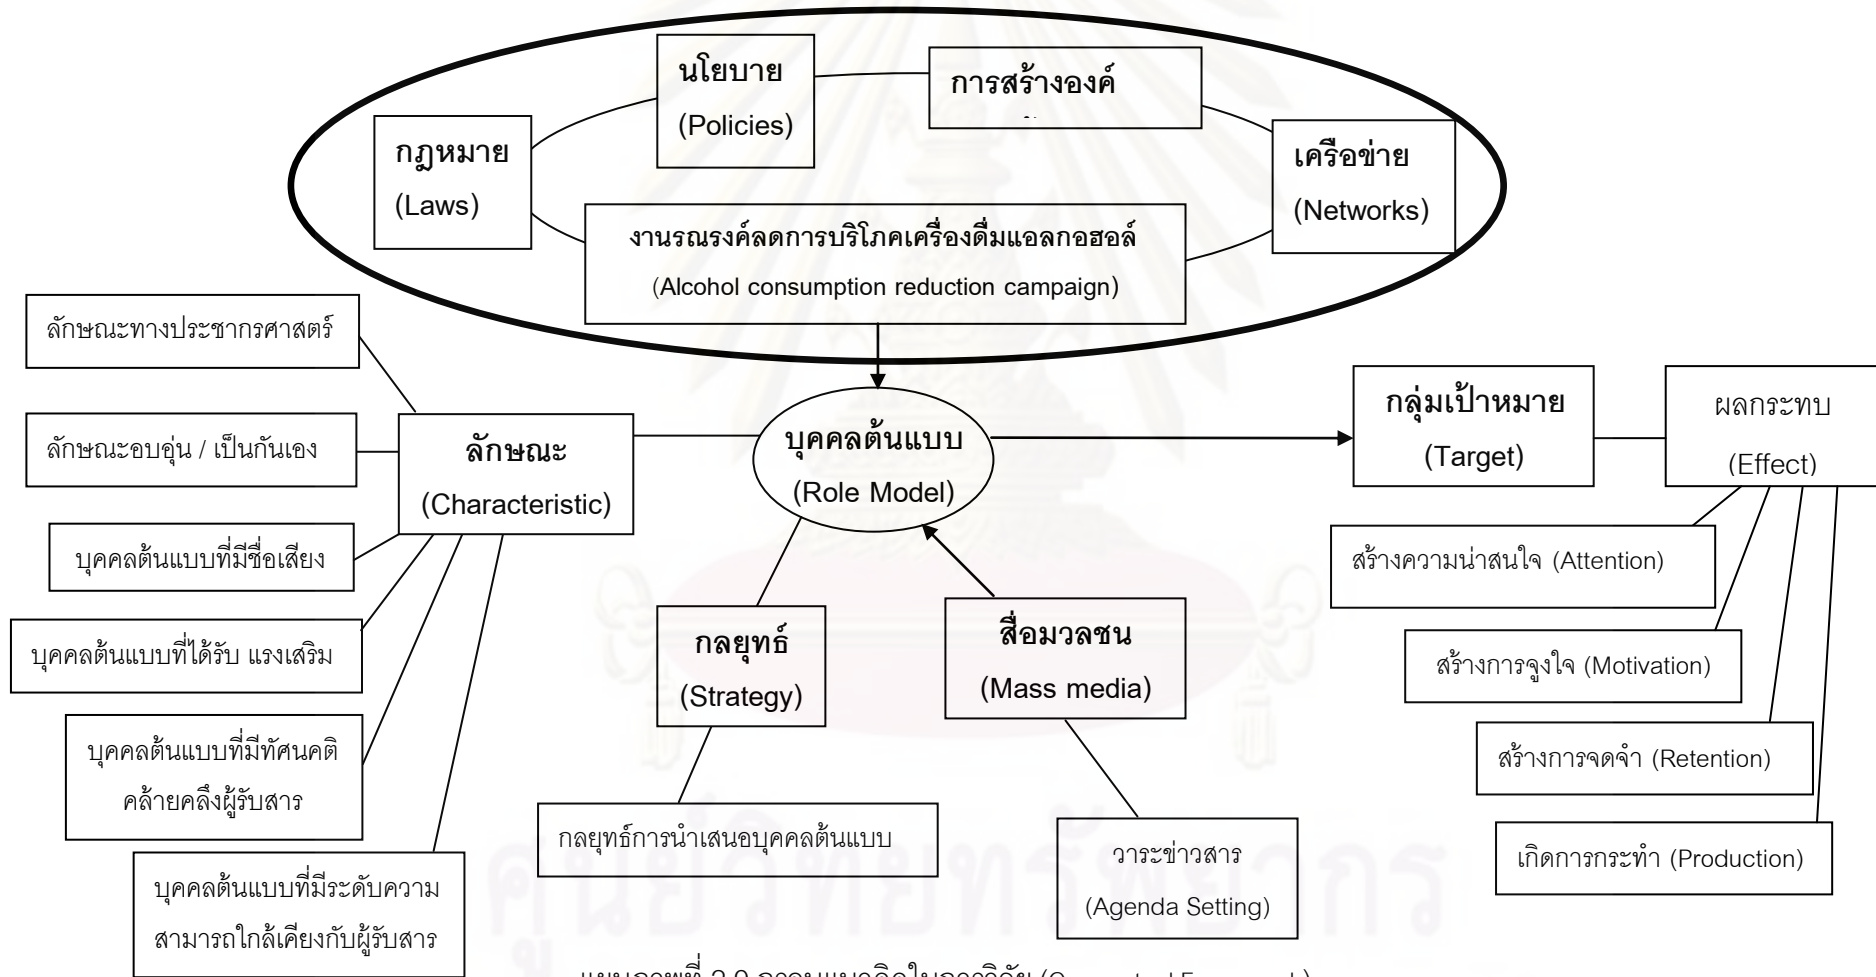 นโยบาย
(Policies)
การสร้างองค์
กฎหมาย
(Laws)
เครือข่าย
(Networks)
งานรณรงค์ลดการบริโภคเครื่องดื่มแอลกอฮอล์
(Alcohol consumption reduction campaign)
ลักษณะทางประชากรศาสตร์
ลักษณะอบอุ่น / เป็นกันเอง
บุคคลต้นแบบที่มีชื่อเสียง
บุคคลต้นแบบที่ได้รับ แรงเสริม
บุคคลต้นแบบที่มีทัศนคติ
คล้ายคลึงผู้รับสาร
บุคคลต้นแบบที่มีระดับความ
สามารถใกล้เคียงกับผู้รับสาร
ลักษณะ
(Characteristic)
บุคคลต้นแบบ
(Role Model)
กลยุทธ์
(Strategy)
กลยุทธ์การนำเสนอบุคคลต้นแบบ
สื่อมวลชน
(Mass media)
วาระข่าวสาร
(Agenda Setting)
กลุ่มเป้าหมาย
(Target)
ผลกระทบ
(Effect)
สร้างความน่าสนใจ (Attention)
สร้างการจูงใจ (Motivation)
สร้างการจดจำ (Retention)
เกิดการกระทำ (Production)
ศูนย์วิทยทรัพยากร